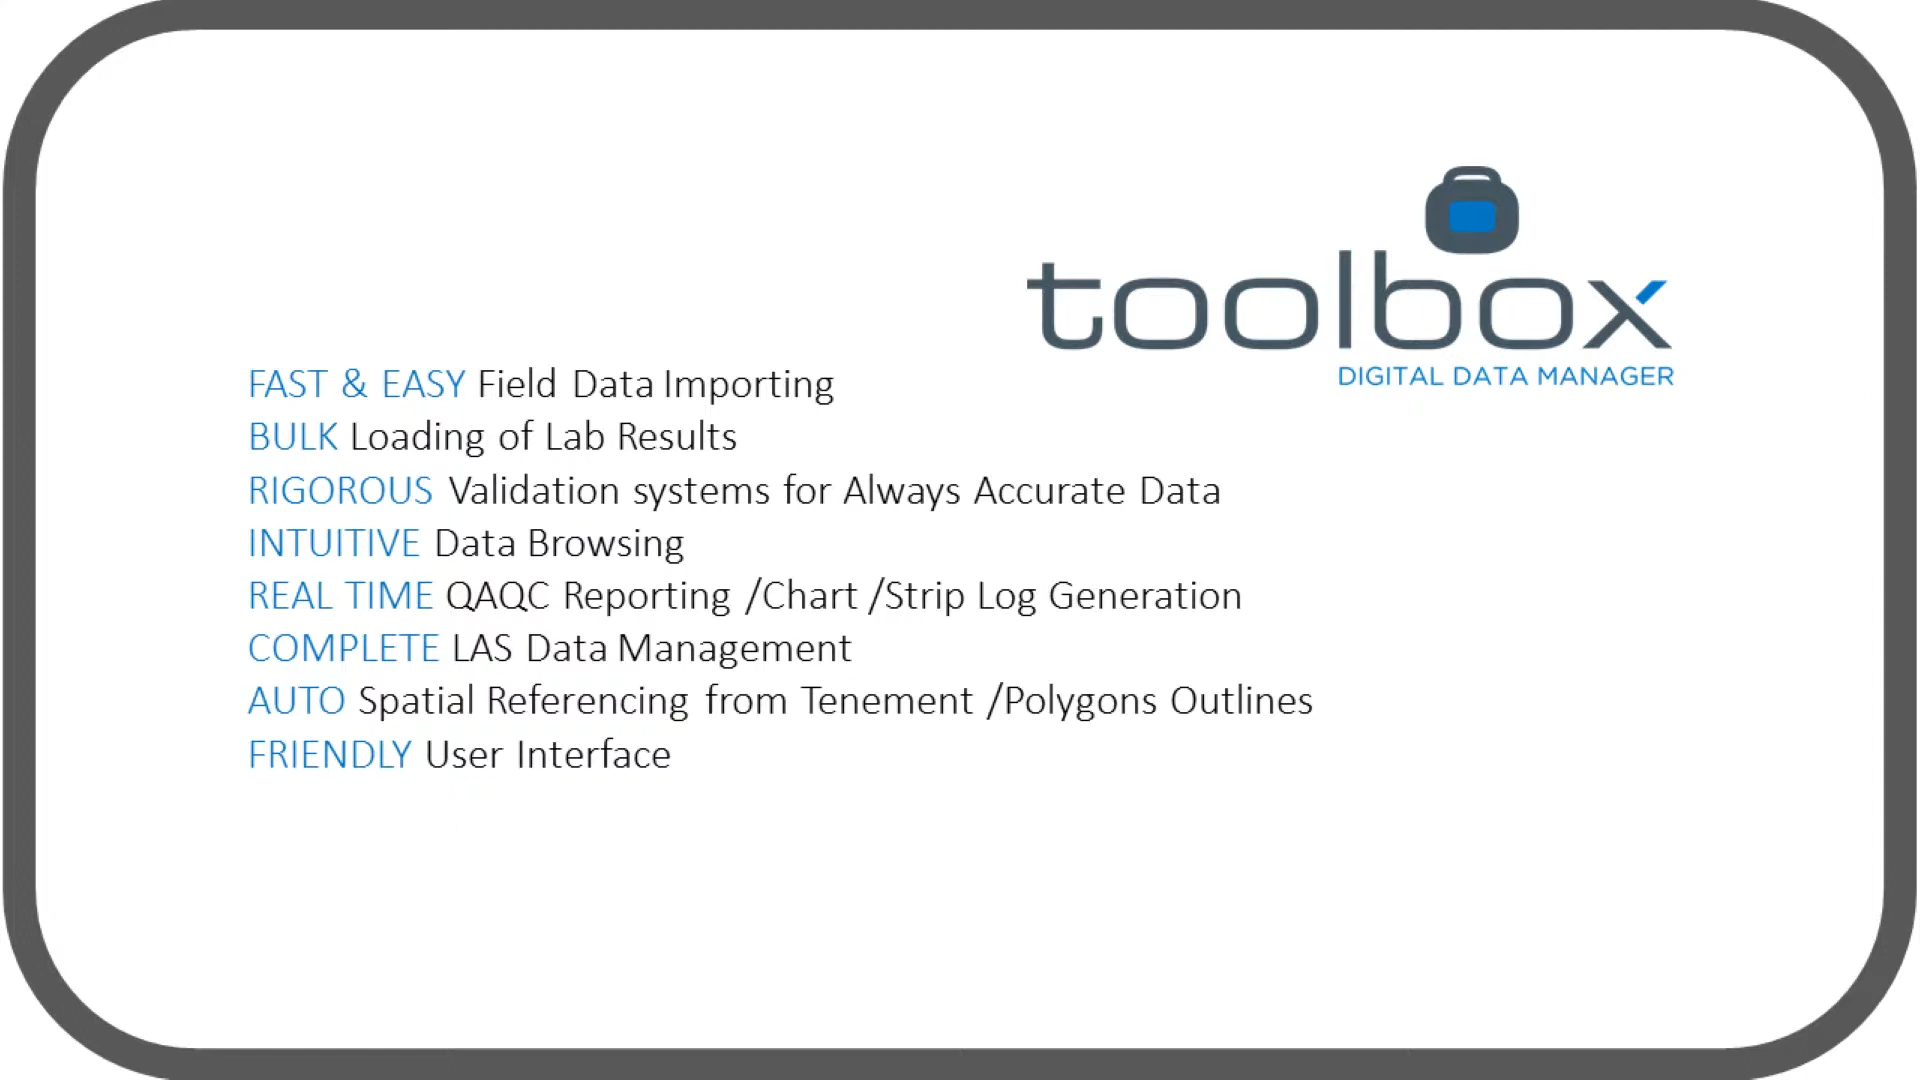 toolbox
DIGITAL DATA MANAGER
FAST & EASY Field Data Importing
BULK Loading of Lab Results
RIGOROUS Validation systems for Always Accurate Data
INTUITIVE Data Browsing
REAL TIME QAQC Reporting /Chart /Strip Log Generation
COMPLETE LAS Data Management
AUTO Spatial Referencing from Tenement /Polygons Outlines
FRIENDLY User Interface